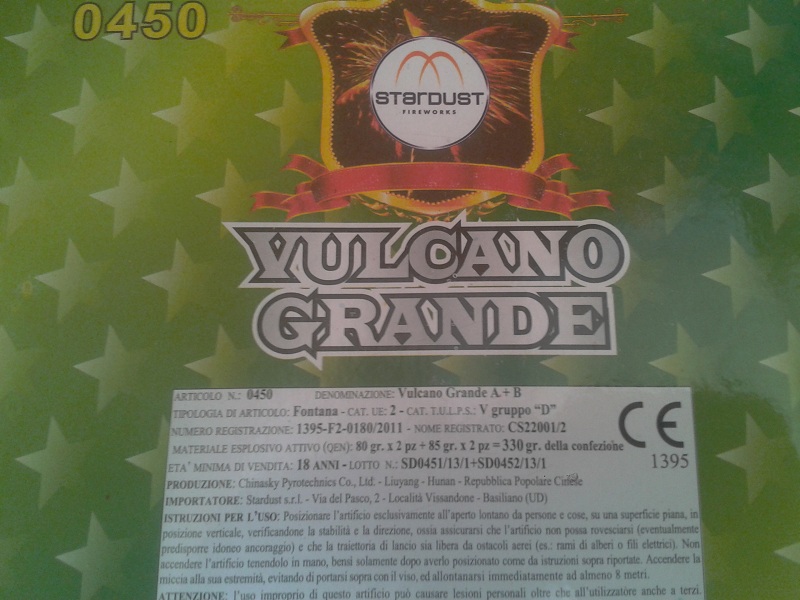 0450
STARDUST
FIREWORKS
VULCANO
GRANDE
ARTICOLO N.: 0450 DENOMINAZIONE: Vulcano Grande A + B
TIPOLOGIA DI ARTICOLO: Fontana - CAT. UE: 2 - CAT. T.U.L.P.S.: V gruppo "D"
NUMERO REGISTRAZIONE: 1395-F2-0180/2011 - NOME REGISTRATO: CS22001/2
MATERIALE ESPLOSIVO ATTIVO (QEN): 80 gr. x 2 pz + 85 gr. x 2 pz = 330 gr. della confezione
ETA' MINIMA DI VENDITA: 18 ANNI - LOTTO N.: SD0451/13/1+SD0452/13/1
CE
1395
PRODUZIONE: Chinasky Pyrotechnics Co., Ltd - Liuyang - Hunan - Repubblica Popolare Cinese
IMPORTATORE: Stardust s.r.l. - Via del Pasco, 2 - Località Vissandone - Basiliano (UD)
ISTRUZIONI PER L'USO: Posizionare l'artificio esclusivamente all'aperto lontano da persone e cose, su una superficie piana, in
posizione verticale, verificandone la stabilità e la direzione, ossia assicurarsi che l'artificio non possa rovesciarsi (eventualmente
predisporre idoneo ancoraggio) e che la traiettoria di lancio sia libera da ostacoli aerei (es.: rami di alberi o fili elettrici). Non
accendere l'artificio tenendolo in mano, bensì solamente dopo averlo posizionato come da istruzioni sopra riportate. Accendere la
miccia alla sua estremità, evitando di portarsi sopra con il viso, ed allontanarsi immediatamente ad almeno 8 metri.
ATTENZIONE: l'uso improprio di questo artificio può causare lesioni personali oltre che all'utilizzatore anche a terzi.